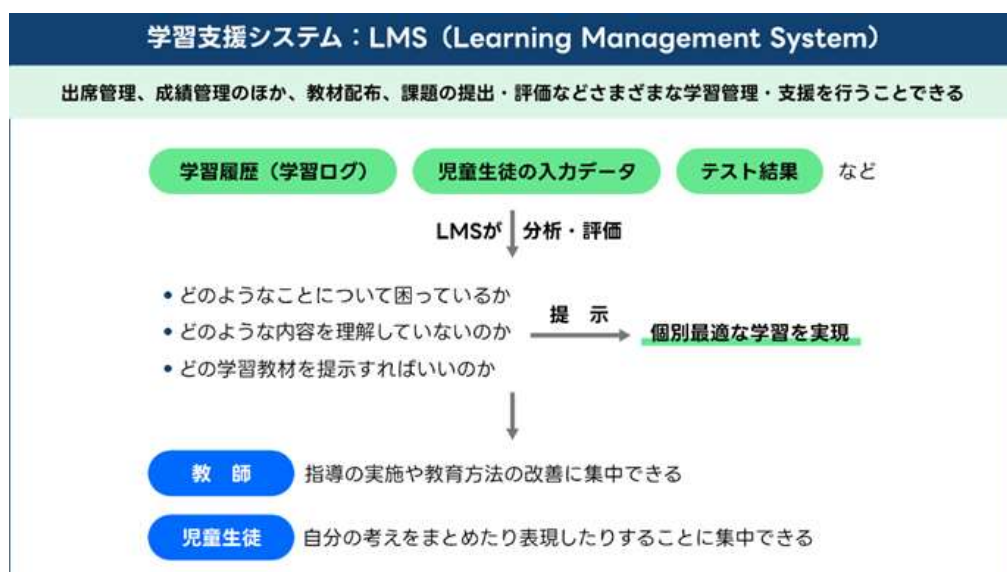 学習支援システム：LMS（Learning Management System）
出席管理、成績管理のほか、教材配布、課題の提出・評価などさまざまな学習管理・支援を行うことできる
学習履歴（学習ログ） 児童生徒の入力データ テスト結果 など
LMSが 分析・評価
• どのようなことについて困っているか
• どのような内容を理解していないのか
• どの学習教材を提示すればいいのか
提　示
個別最適な学習を実現
教　師 指導の実施や教育方法の改善に集中できる
児童生徒 自分の考えをまとめたり表現したりすることに集中できる